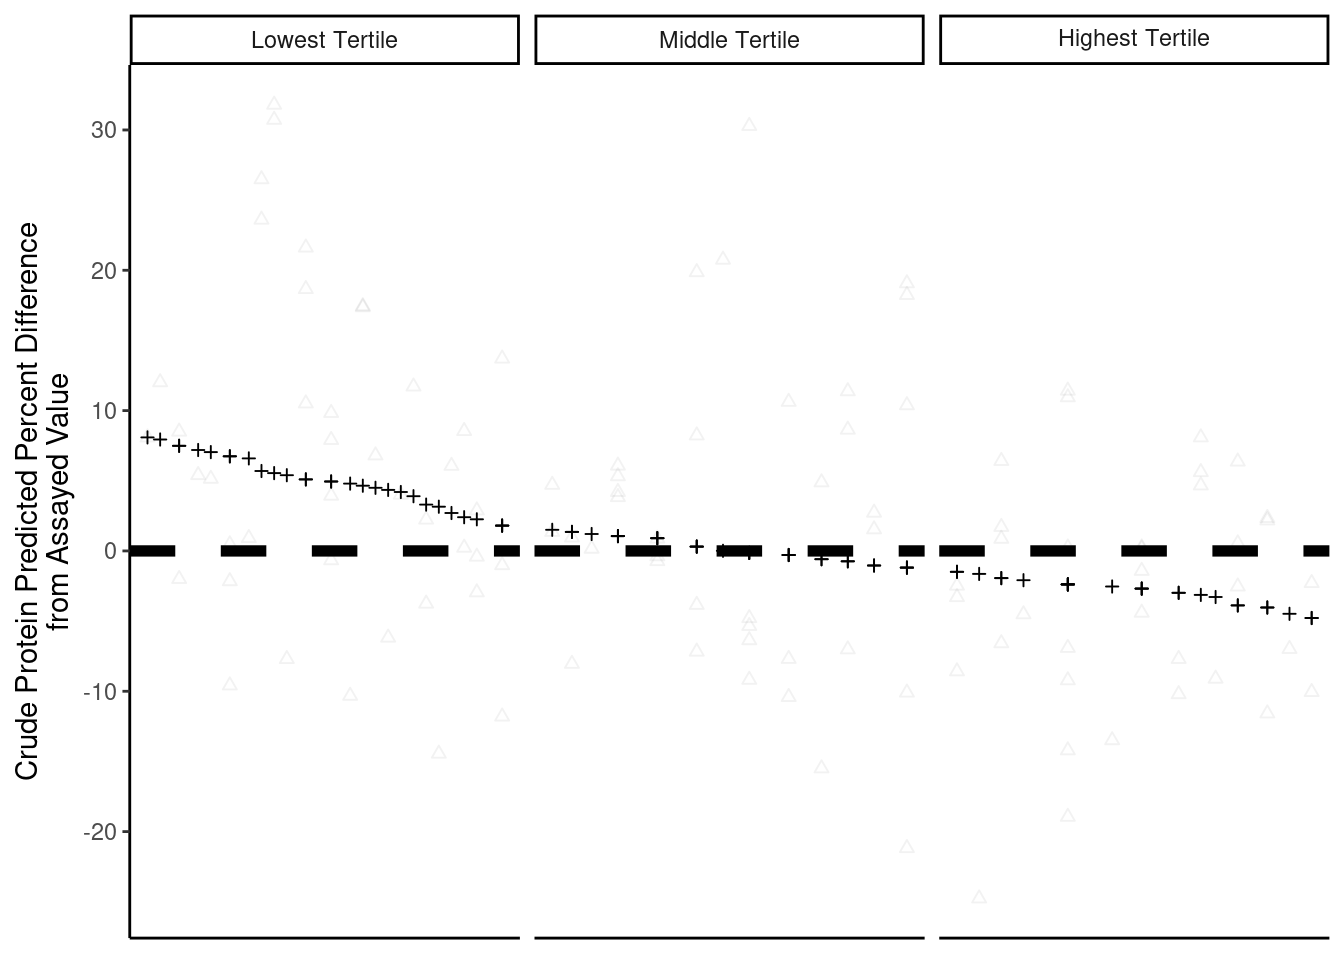 Lowest Tertile
Middle Tertile
Highest Tertile
Crude Protein Predicted Percent Difference
from Assayed Value
30
20
10
0
-10
-20